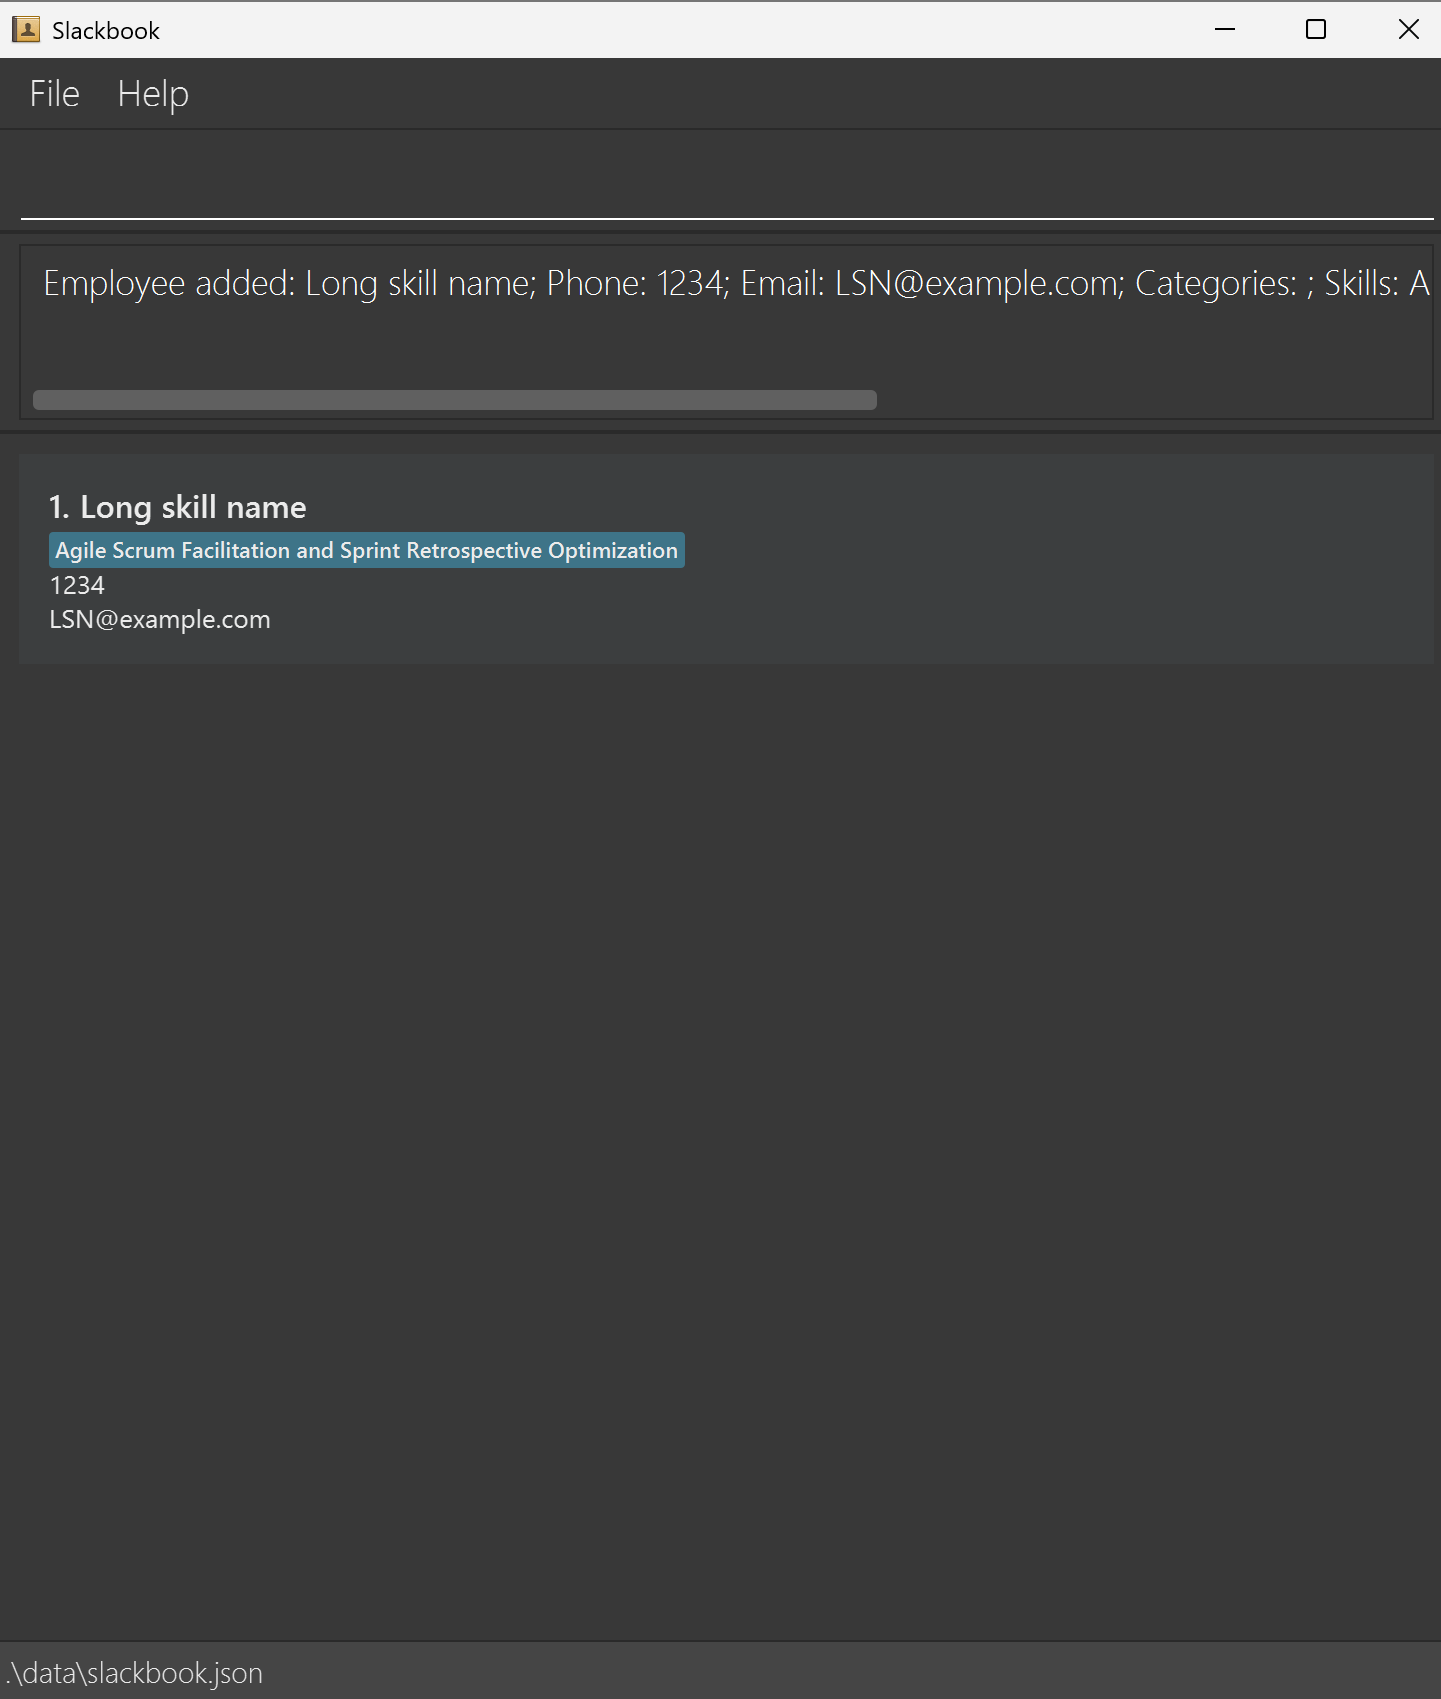 Slackbook
File Help
Employee added: Long skill name; Phone: 1234; Email: LSN@example.com; Categories: ; Skills: A
1. Long skill name
Agile Scrum Facilitation and Sprint Retrospective Optimization
1234
LSN@example.com
.\data\slackbook.json